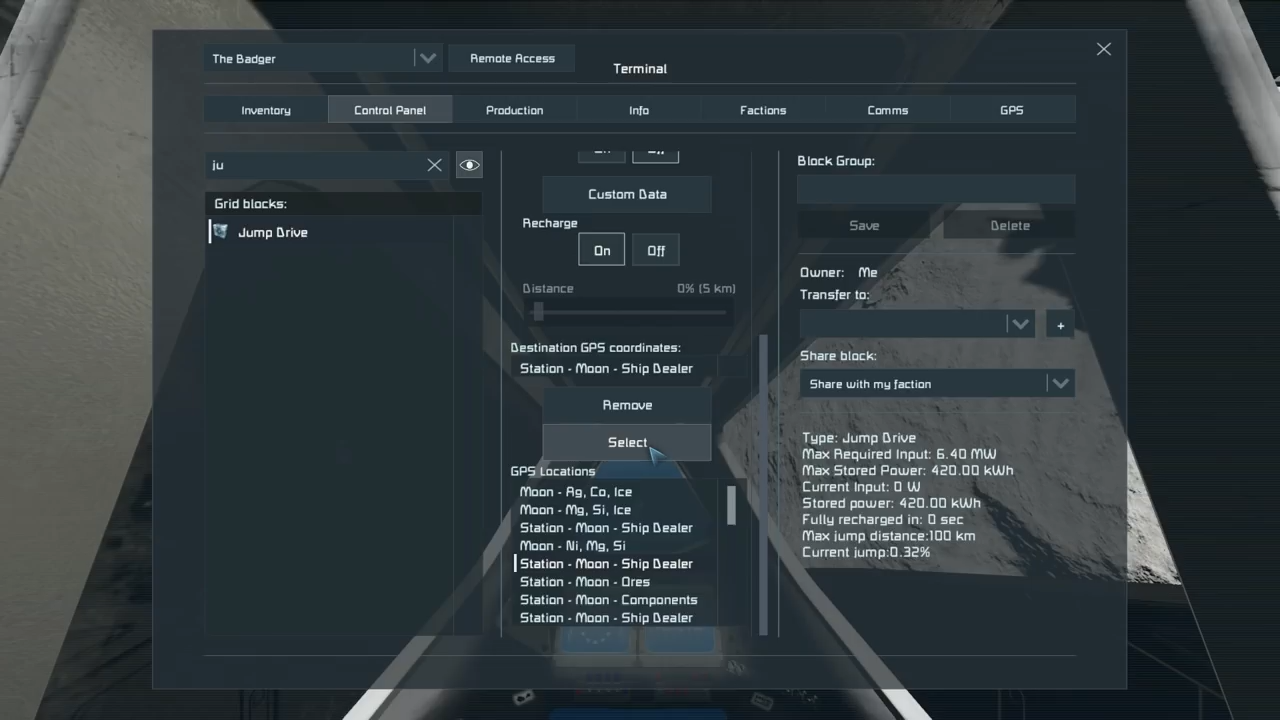 The Badger
Remote Access
Terminal
Inventory
Control Panel
Production
Info
Factions
Comms
GPS
ju
Grid blocks:
Jump Drive
Custom Data
Recharge
On
Off
Distance
0% (5 km)
Destination GPS coordinates:
Station - Moon - Ship Dealer
Remove
Select
GPS Locations
Moon - Ag, Co, Ice
Moon - Mg, Si, Ice
Station - Moon - Ship Dealer
Moon - Ni, Mg, Si
Station - Moon - Ship Dealer
Station - Moon - Ores
Station - Moon - Components
Station - Moon - Ship Dealer
Block Group:
Save
Delete
Owner: Me
Transfer to:
+
Share block:
Share with my faction
Type: Jump Drive
Max Required Input: 6.40 MW
Max Stored Power: 420.00 kWh
Current Input: 0 W
Stored power: 420.00 kWh
Fully recharged in: 0 sec
Max jump distance:100 km
Current jump:0.32%